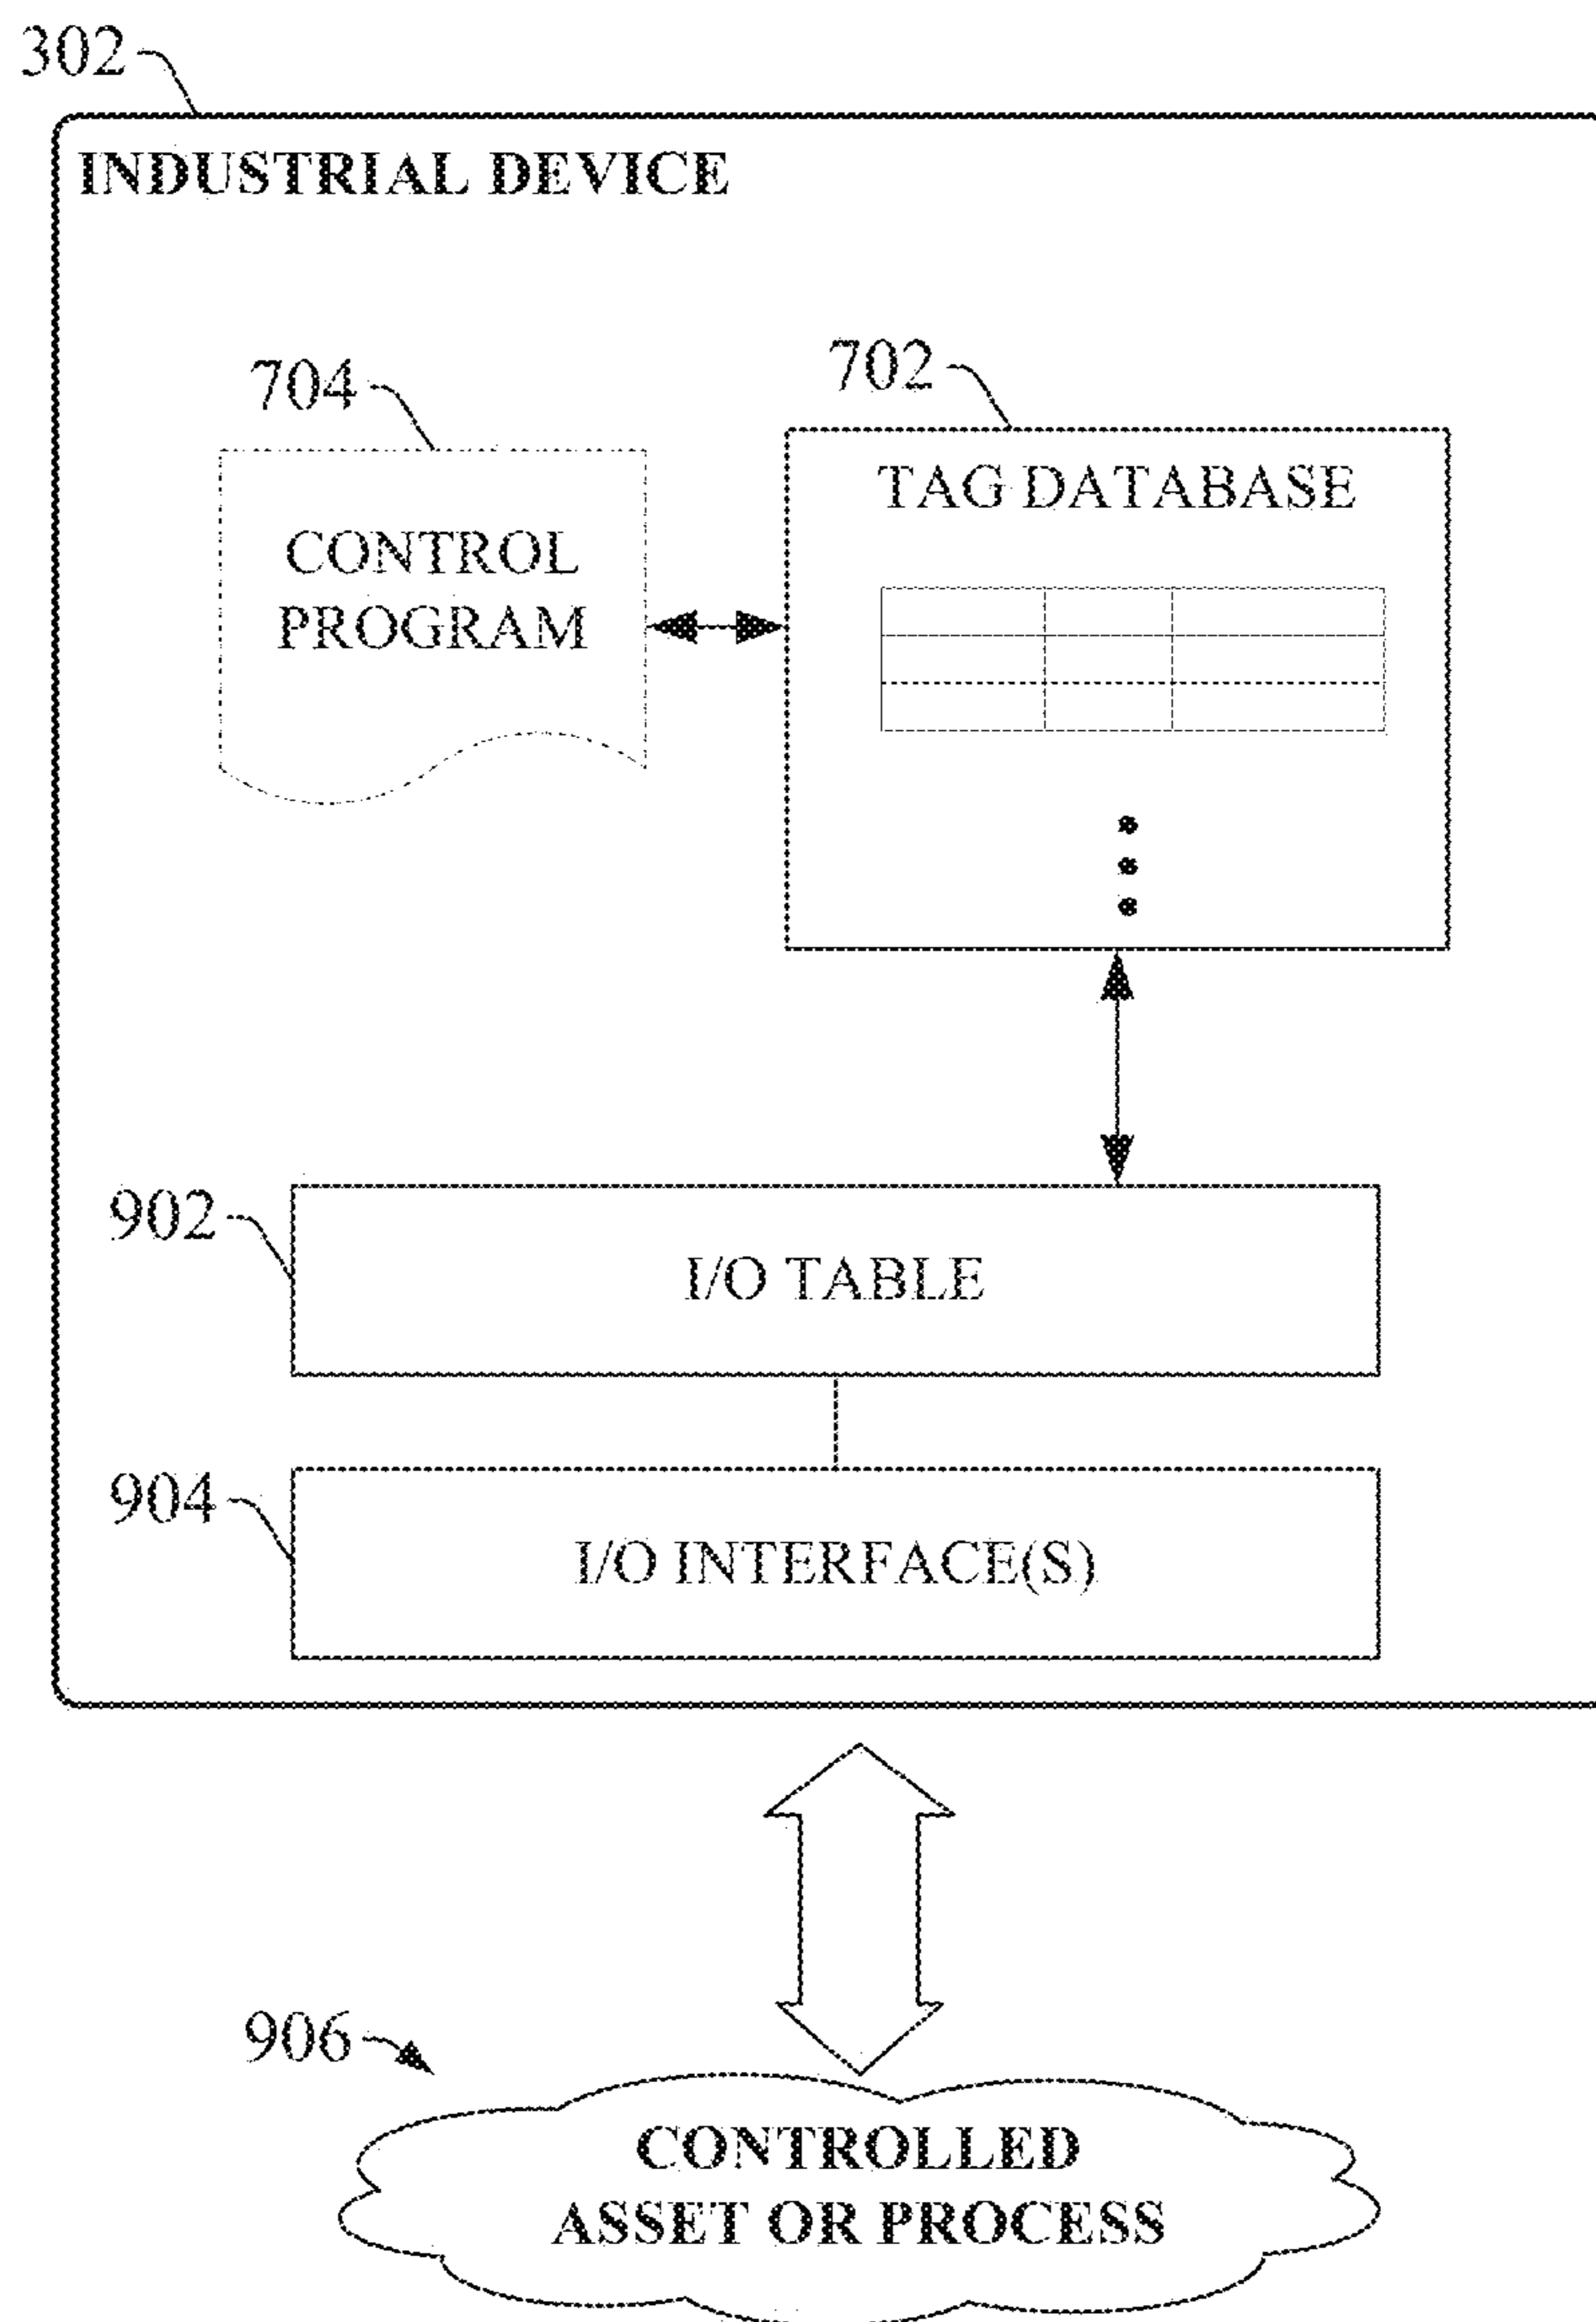 302
INDUSTRIAL DEVICE
704
702
CONTROL
PROGRAM
TAG DATABASE
902
I/O TABLE
904
I/O INTERFACE(S)
906
CONTROLLED
ASSET OR PROCESS